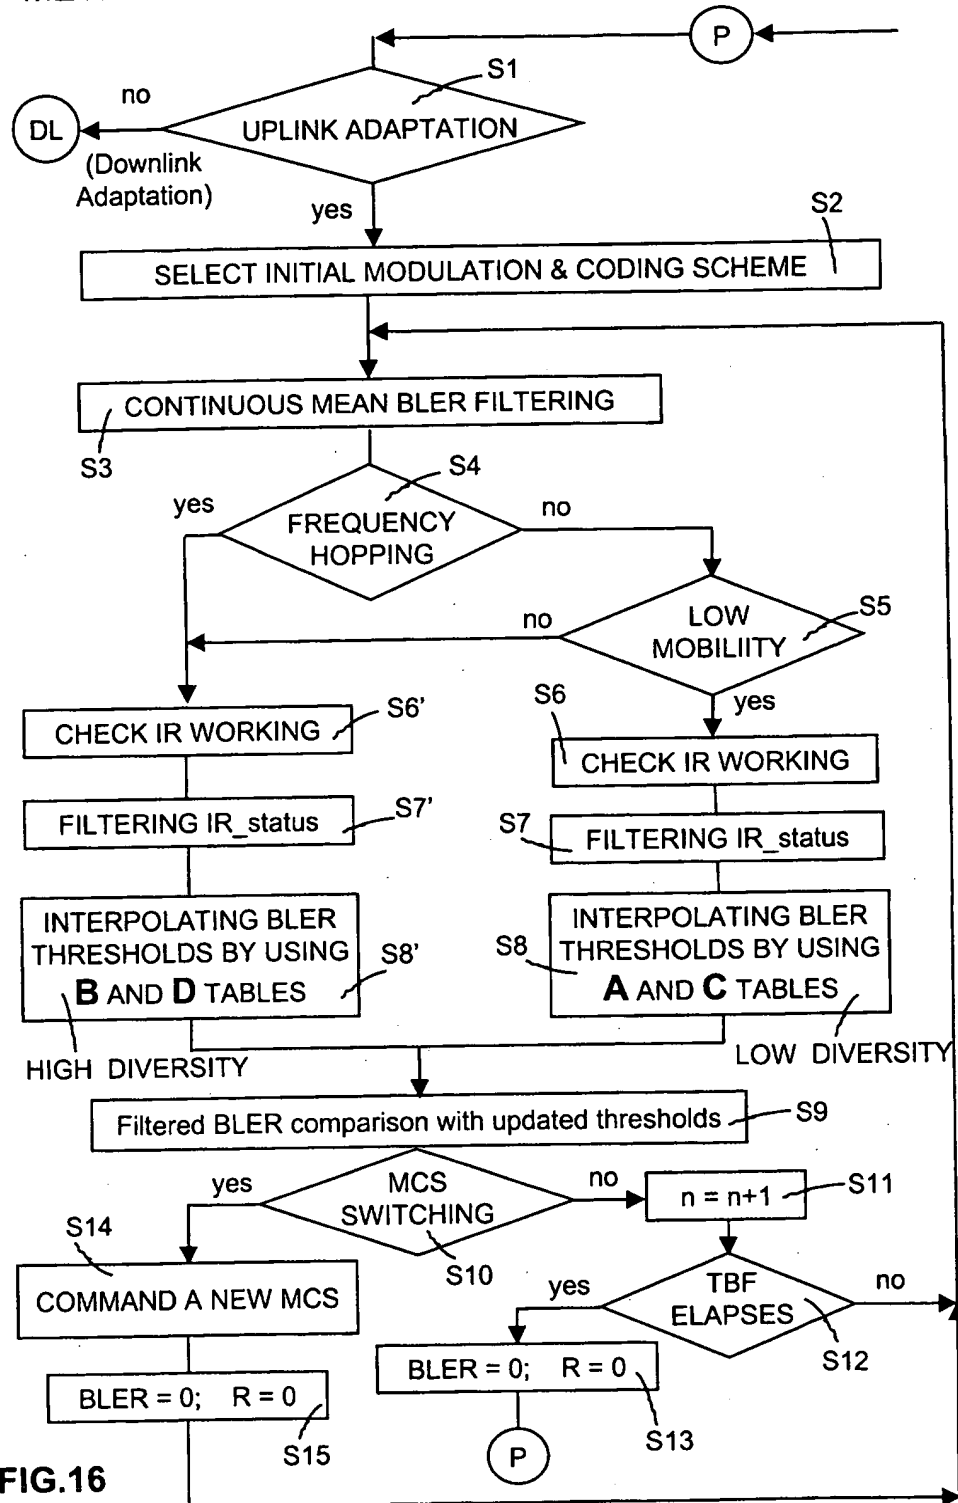 P
S1
no
DL
UPLINK ADAPTATION
(Downlink
Adaptation)
yes
S2
SELECT INITIAL MODULATION & CODING SCHEME
CONTINUOUS MEAN BLER FILTERING
S3
S4
yes
FREQUENCY
HOPPING
no
S5
no
LOW
MOBILIITY
S6'
S6
yes
CHECK IR WORKING
CHECK IR WORKING
S7'
FILTERING IR_status
S7
FILTERING IR_status
INTERPOLATING BLER
THRESHOLDS BY USING
B AND D TABLES
S8'
S8
INTERPOLATING BLER
THRESHOLDS BY USING
A AND C TABLES
HIGH DIVERSITY
LOW DIVERSITY
Filtered BLER comparison with updated thresholds
S9
yes
MCS
SWITCHING
no
n = n+1
S11
S14
S10
COMMAND A NEW MCS
yes
TBF
ELAPSES
no
S12
BLER = 0; R = 0
BLER = 0; R = 0
S13
S15
P
FIG.16